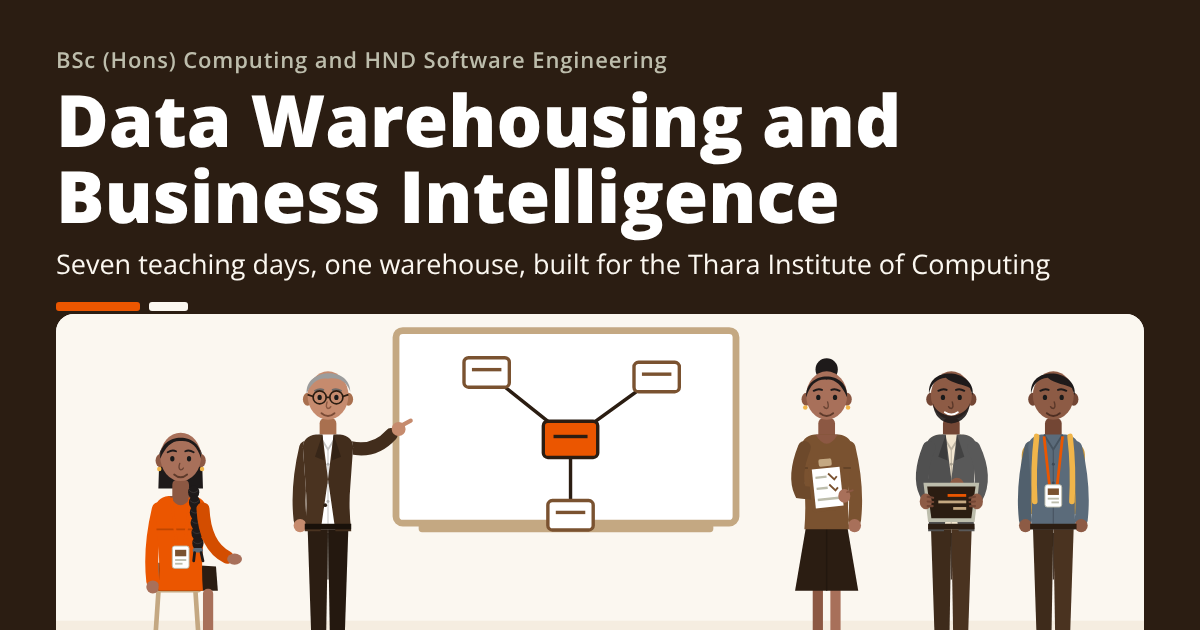 BSc (Hons) Computing and HND Software Engineering
Data Warehousing and
Business Intelligence
Seven teaching days, one warehouse, built for the Thara Institute of Computing